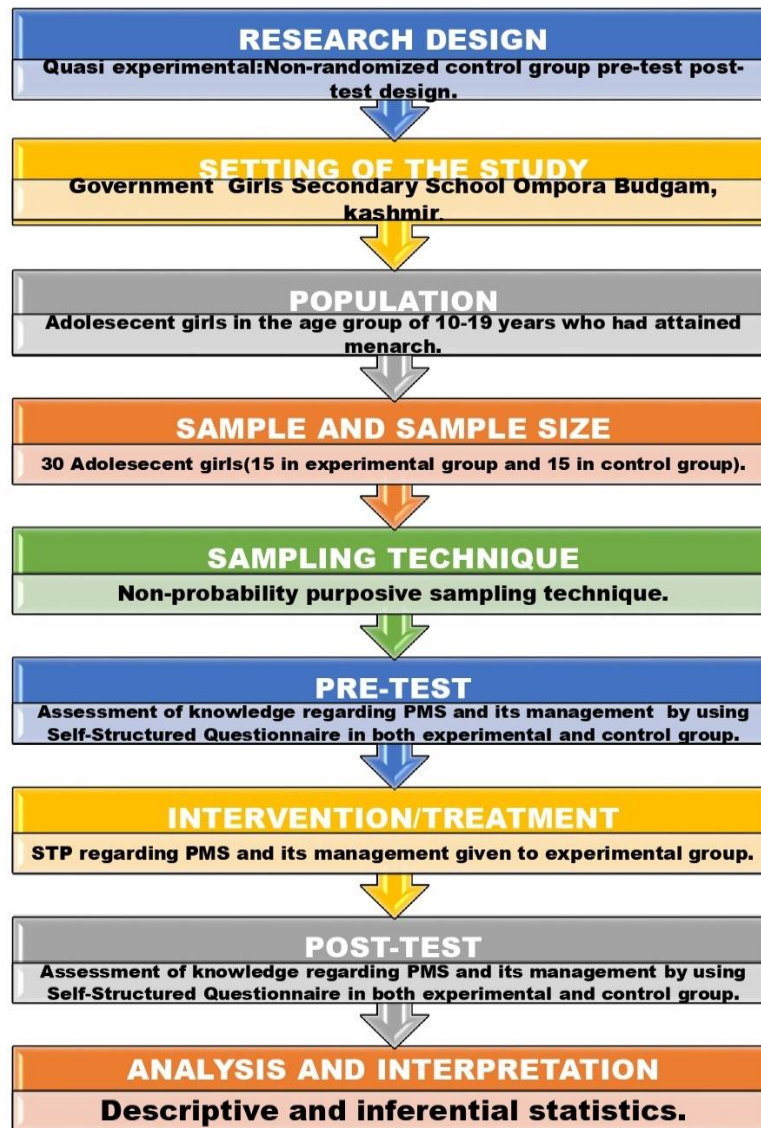 RESEARCH DESIGN
Quasi experimental:Non-randomized control group pre-test post-
test design.
SETTING OF THE STUDY
Government Girls Secondary School Ompora Budgam,
kashmir.
POPULATION
Adolesecent girls in the age group of 10-19 years who had attained
menarch.
SAMPLE AND SAMPLE SIZE
30 Adolesecent girls(15 in experimental group and 15 in control group).
SAMPLING TECHNIQUE
Non-probability purposive sampling technique.
PRE-TEST
Assessment of knowledge regarding PMS and its management by using
Self-Structured Questionnaire in both experimental and control group.
INTERVENTION/TREATMENT
STP regarding PMS and its management given to experimental group.
POST-TEST
Assessment of knowledge regarding PMS and its management by using
Self-Structured Questionnaire in both experimental and control group.
ANALYSIS AND INTERPRETATION
Descriptive and inferential statistics.